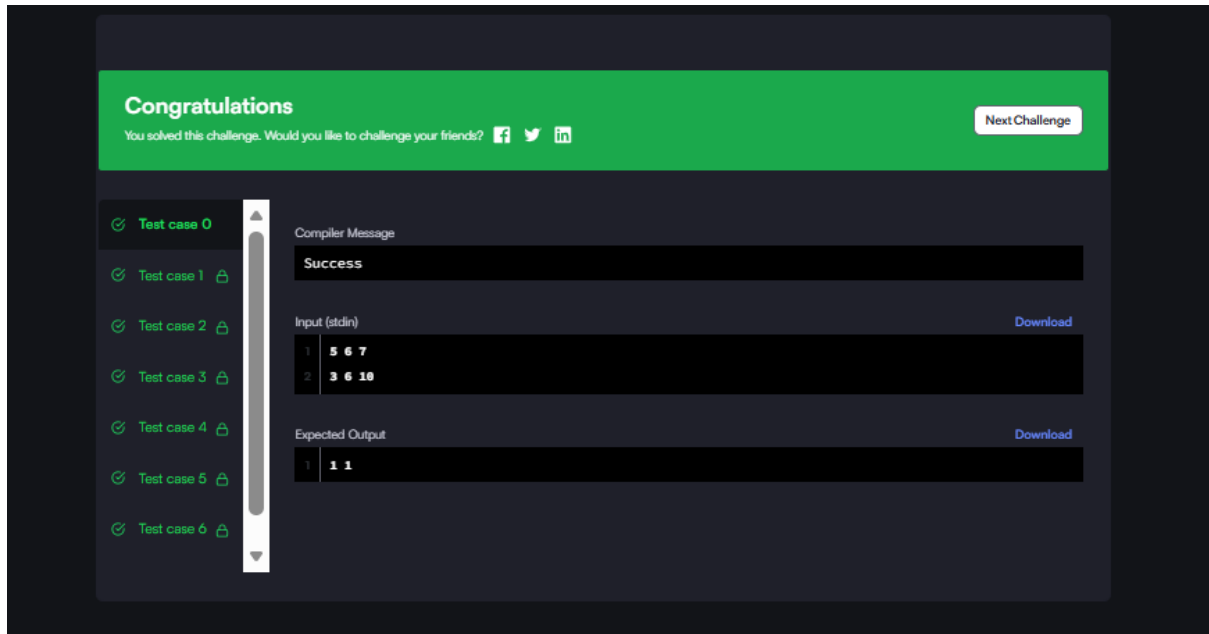 Congratulations
You solved this challenge. Would you like to challenge your friends?
Next Challenge
Test case 0
Test case 1
Test case 2
Test case 3
Test case 4
Test case 5
Test case 6
Compiler Message
Success
Input (stdin)
Download
1 5 6 7
2 3 6 10
Expected Output
Download
1 1 1